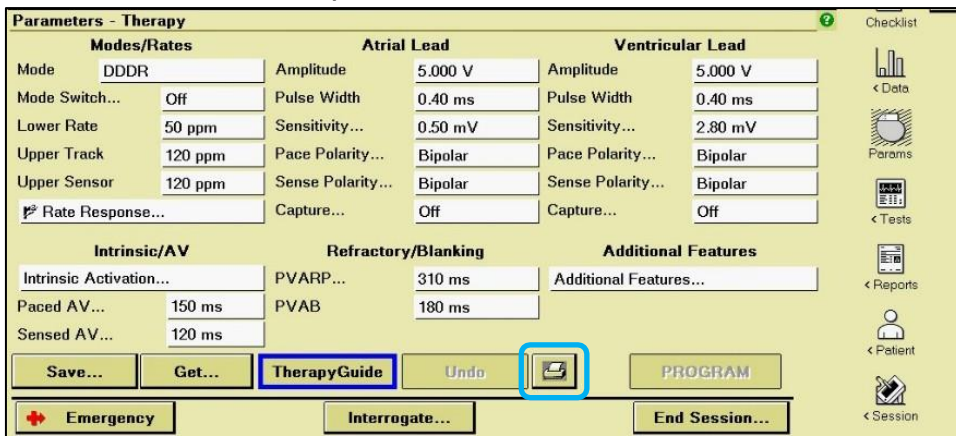 Parameters - Therapy
Checklist
Modes/Rates Atrial Lead Ventricular Lead
Mode DDDR Amplitude 5.000 V Amplitude 5.000 V
< Data
Mode Switch... Off Pulse Width 0.40 ms Pulse Width 0.40 ms
Lower Rate 50 ppm Sensitivity... 0.50 mV Sensitivity... 2.80 mV
Upper Track 120 ppm Pace Polarity... Bipolar Pace Polarity... Bipolar
Params
Upper Sensor 120 ppm Sense Polarity... Bipolar Sense Polarity... Bipolar
Rate Response... Capture... Off Capture... Off
< Tests
Intrinsic/AV Refractory/Blanking Additional Features
Intrinsic Activation... PVARP... 310 ms Additional Features...
< Reports
Paced AV... 150 ms PVAB 180 ms
Sensed AV... 120 ms
< Patient
Save... Get... TherapyGuide Undo PROGRAM
Emergency Interrogate... End Session...
< Session